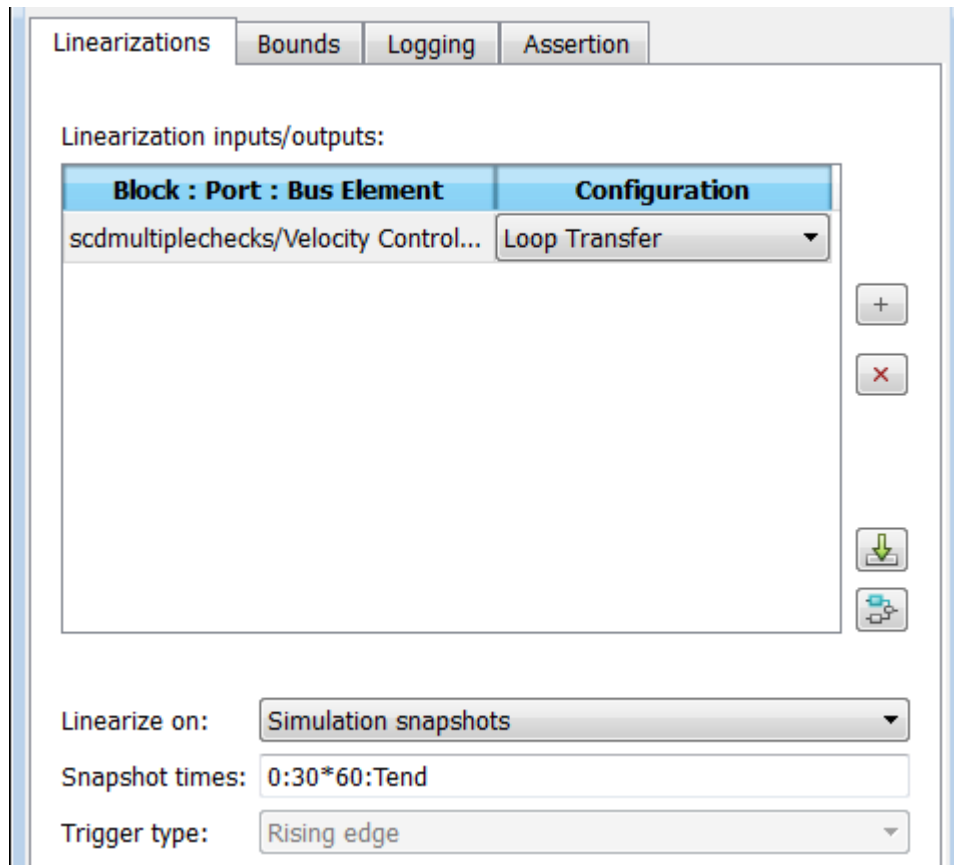 Linearizations Bounds Logging Assertion
Linearization inputs/outputs:
Block : Port : Bus Element Configuration
scdmultiplechecks/Velocity Control... Loop Transfer
Linearize on: Simulation snapshots
Snapshot times: 0:30*60:Tend
Trigger type: Rising edge